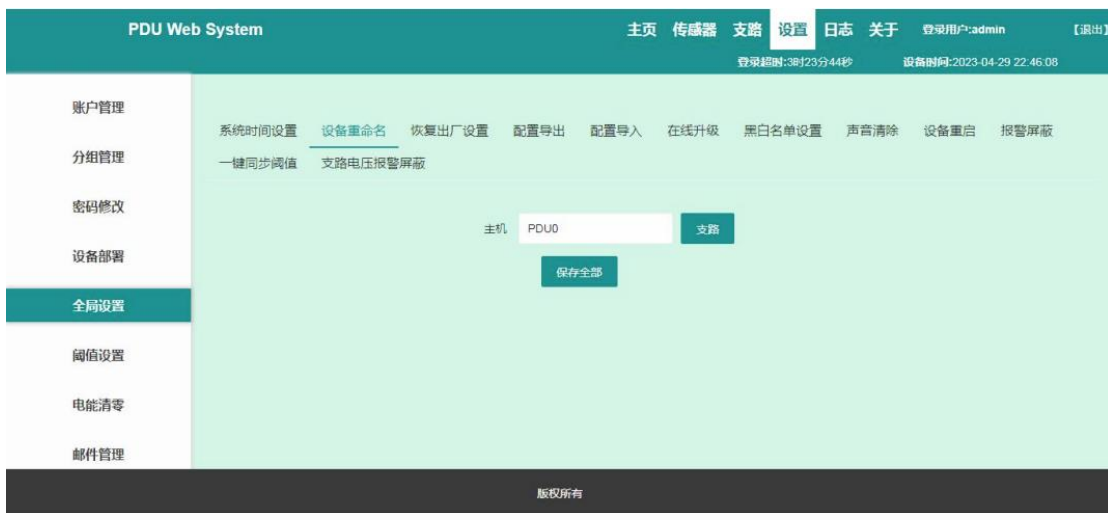 PDU Web System 主页 传感器 支路 设置 日志 关于 登录用户:admin 【退出】
登录超时:3时23分44秒 设备时间:2023-04-29 22:46:08
账户管理
分组管理
密码修改
设备部署
全局设置
阈值设置
电能清零
邮件管理
系统时间设置 设备重命名 恢复出厂设置 配置导出 配置导入 在线升级 黑白名单设置 声音清除 设备重启 报警屏蔽
一键同步阈值 支路电压报警屏蔽
主机 PDU0 支路
保存全部
版权所有